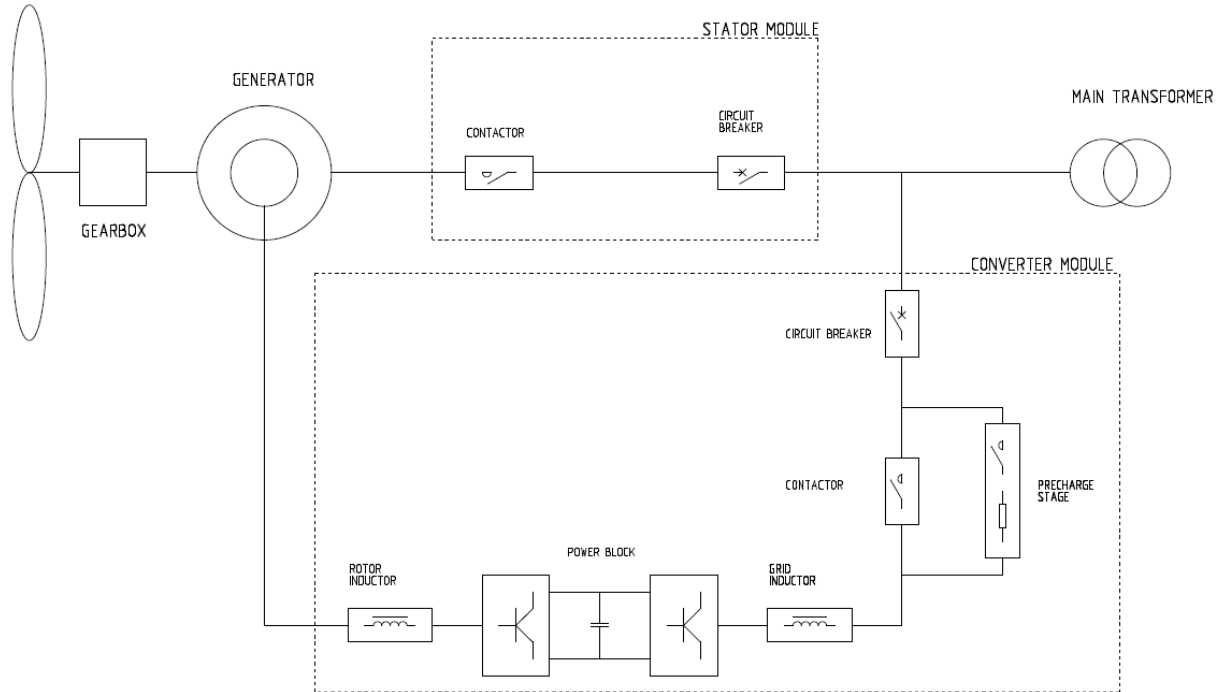 STATOR MODULE
GENERATOR
MAIN TRANSFORMER
CONTACTOR
CIRCUIT
BREAKER
GEARBOX
CONVERTER MODULE
CIRCUIT BREAKER
CONTACTOR
PRECHARGE
STAGE
POWER BLOCK
ROTOR
INDUCTOR
GRID
INDUCTOR